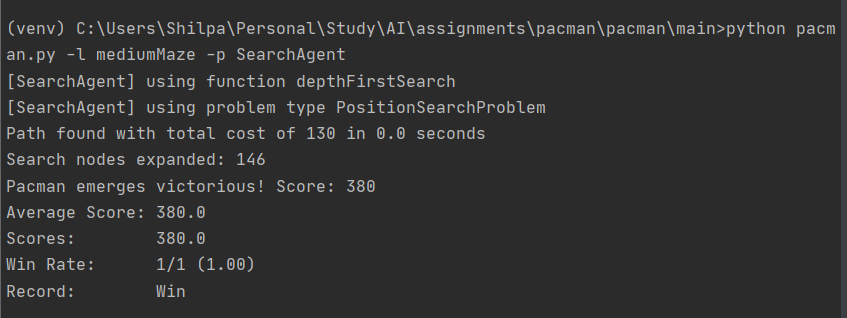 (venv) C:\Users\Shilpa\Personal\Study\AI\assignments\pacman\pacman\main>python pacm
an.py -l mediumMaze -p SearchAgent
[SearchAgent] using function depthFirstSearch
[SearchAgent] using problem type PositionSearchProblem
Path found with total cost of 130 in 0.0 seconds
Search nodes expanded: 146
Pacman emerges victorious! Score: 380
Average Score: 380.0
Scores:        380.0
Win Rate:      1/1 (1.00)
Record:        Win